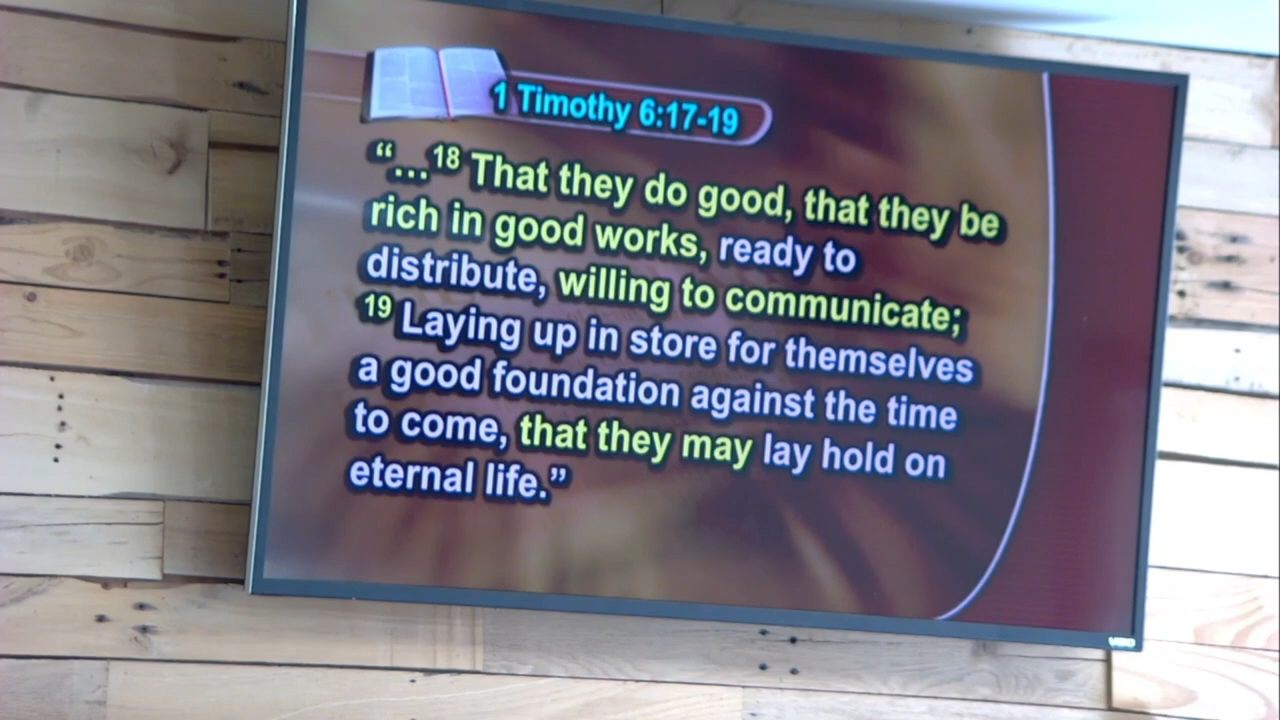 1 Timothy 6:17-19
“...18 That they do good, that they be
rich in good works, ready to
distribute, willing to communicate;
19 Laying up in store for themselves
a good foundation against the time
to come, that they may lay hold on
eternal life.”
VIZIO